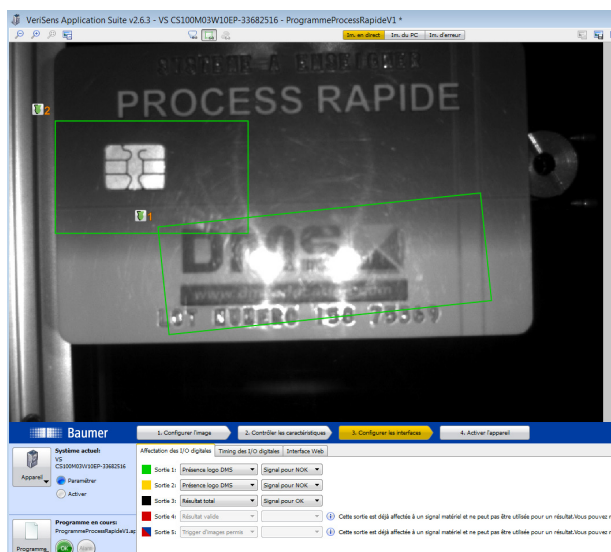 VeriSens Application Suite v2.6.3 - VS CS100M03W10EP-33682516 - ProgrammeProcessRapideV1 *
Im. en direct Im. du PC Im. d'erreur
PROCESS RAPIDE
2
1
DMS
LOT NUMERO 156 76589
Baumer
1. Configurer l'image 2. Contrôler les caractéristiques 3. Configurer les interfaces 4. Activer l'appareil
Système actuel:
VS
CS100M03W10EP-33682516
Appareil
Paramétrer
Activer
Programme en cours:
ProgrammeProcessRapideV1.ap
Programme
OK
Affectation des I/O digitales Timing des I/O digitales Interface Web
Sortie 1: Présence logo DMS Signal pour NOK
Sortie 2: Présence logo DMS Signal pour NOK
Sortie 3: Résultat total Signal pour OK
Sortie 4: Résultat valide Cette sortie est déjà affectée à un signal matériel et ne peut pas être utilisée pour un résultat.Vous pouvez
Sortie 5: Trigger d'images permis Cette sortie est déjà affectée à un signal matériel et ne peut pas être utilisée pour un résultat.Vous pouvez